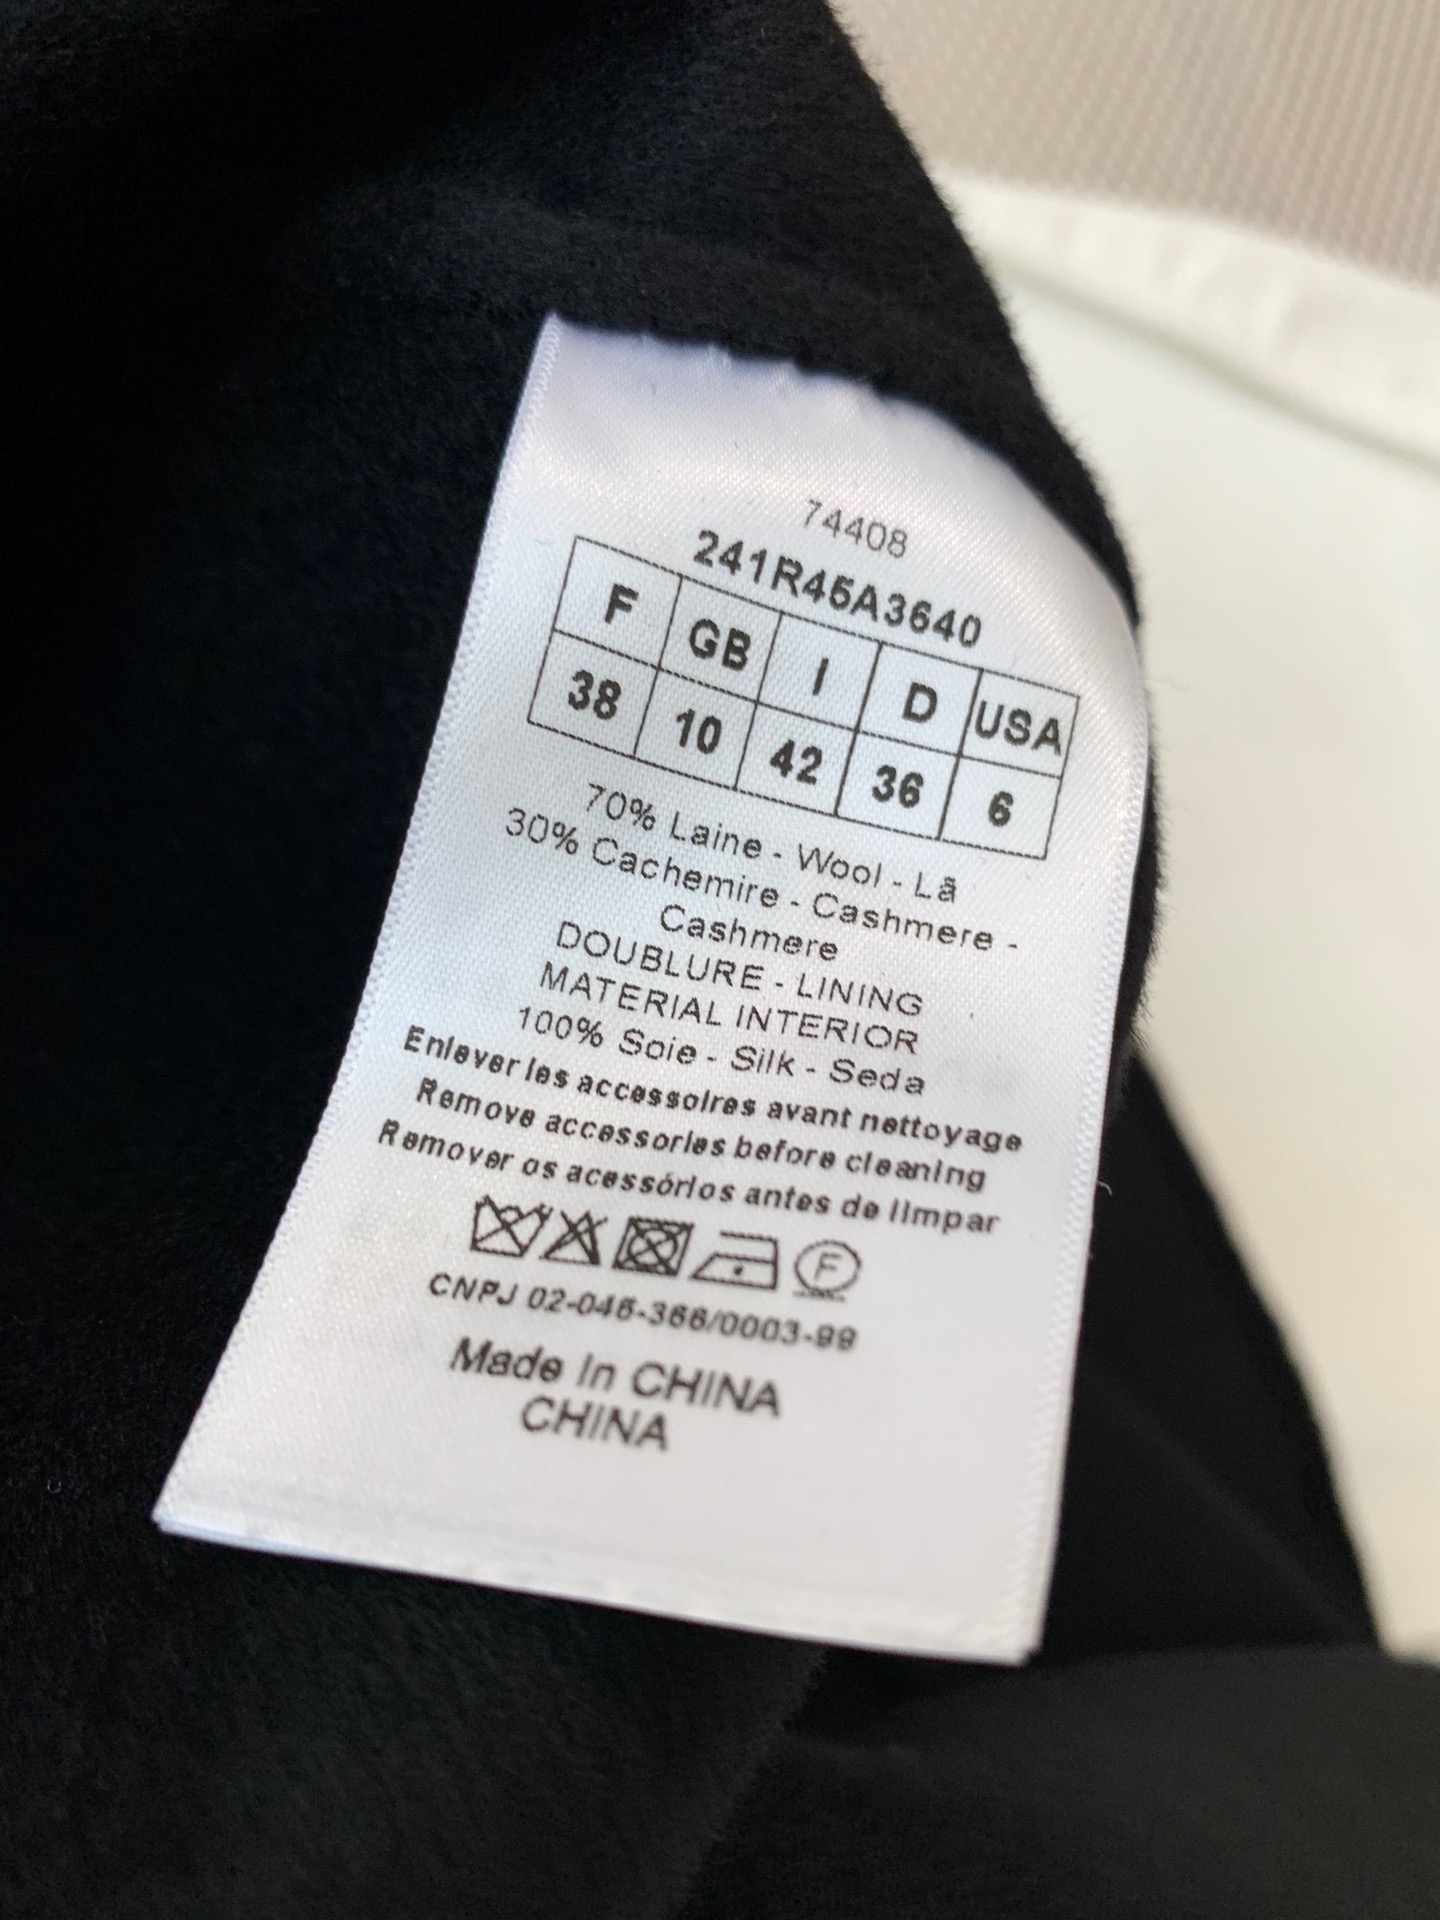 74408
241R45A3640
F GB I D USA
38 10 42 36 6
70% Laine - Wool - Lã
30% Cachemire - Cashmere -
Cashmere
DOUBLURE - LINING
MATERIAL INTERIOR
100% Soie - Silk - Seda
Enlever les accessoires avant nettoyage
Remove accessories before cleaning
Remover os acessórios antes de limpar
F
CNPJ 02-046-366/0003-99
Made In CHINA
CHINA